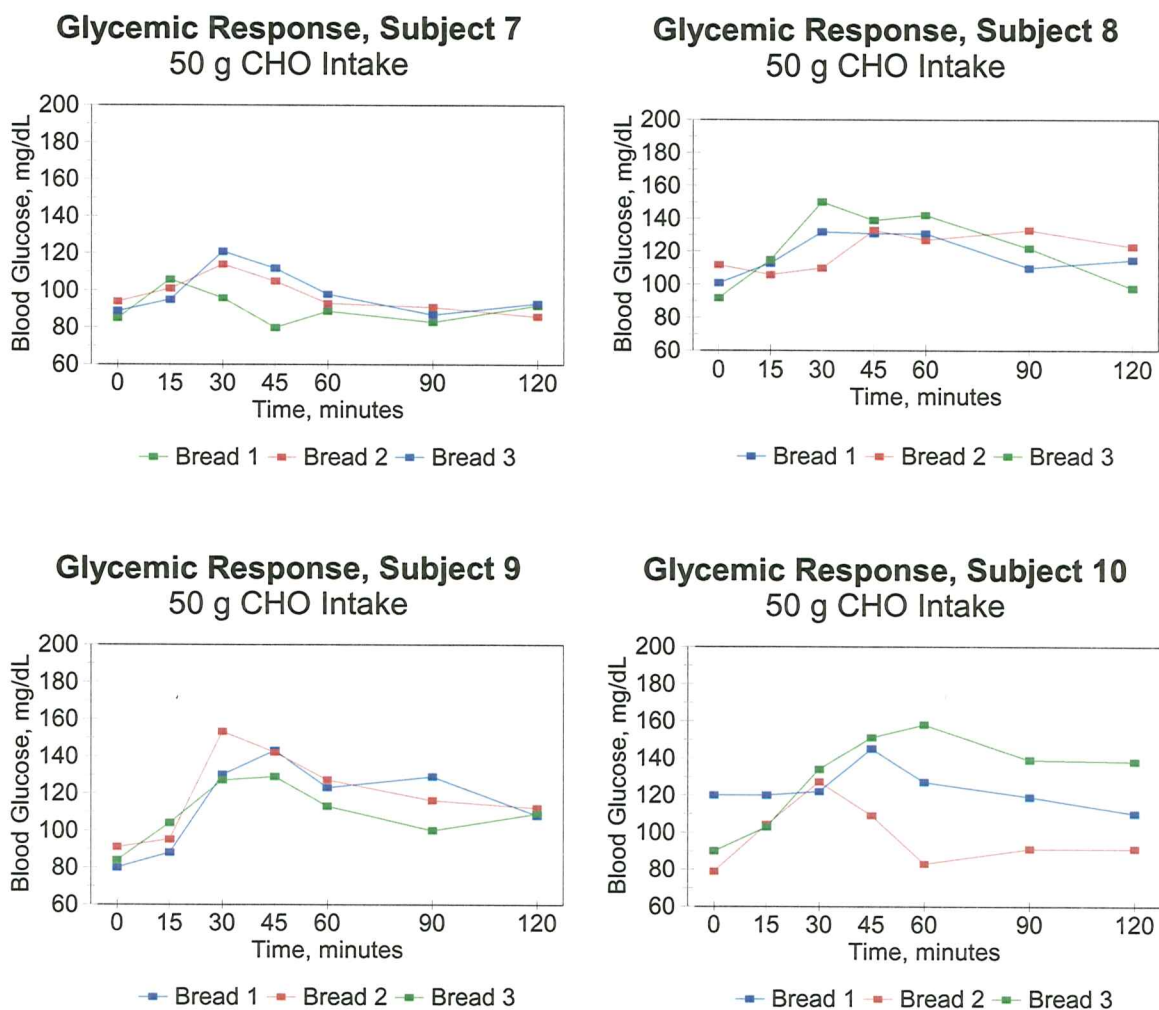 Glycemic Response, Subject 7
50 g CHO Intake
Blood Glucose, mg/dL
200
180
160
140
120
100
80
60
0 15 30 45 60 90 120
Time, minutes
Bread 1 Bread 2 Bread 3
Glycemic Response, Subject 8
50 g CHO Intake
Blood Glucose, mg/dL
200
180
160
140
120
100
80
60
0 15 30 45 60 90 120
Time, minutes
Bread 1 Bread 2 Bread 3
Glycemic Response, Subject 9
50 g CHO Intake
Blood Glucose, mg/dL
200
180
160
140
120
100
80
60
0 15 30 45 60 90 120
Time, minutes
Bread 1 Bread 2 Bread 3
Glycemic Response, Subject 10
50 g CHO Intake
Blood Glucose, mg/dL
200
180
160
140
120
100
80
60
0 15 30 45 60 90 120
Time, minutes
Bread 1 Bread 2 Bread 3